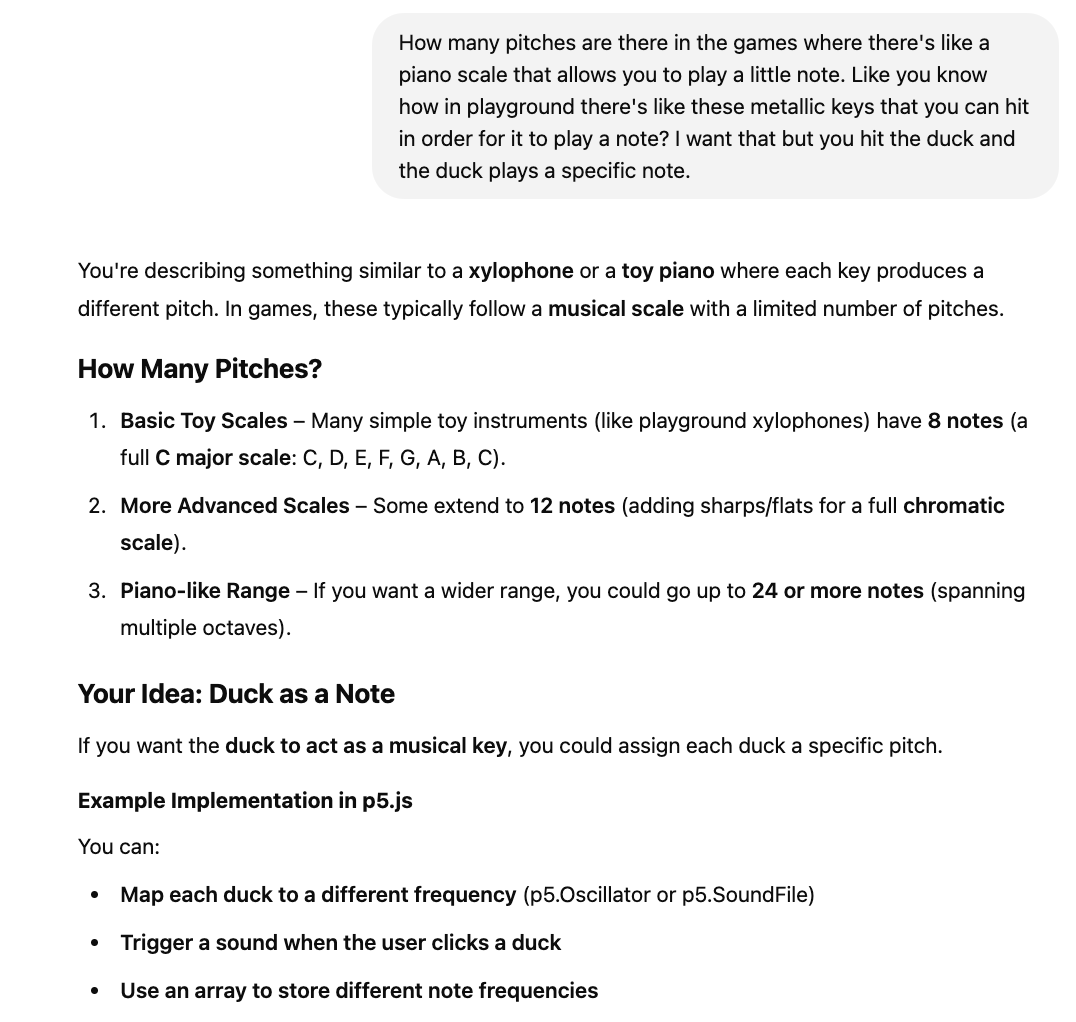 How many pitches are there in the games where there's like a
piano scale that allows you to play a little note. Like you know
how in playground there's like these metallic keys that you can hit
in order for it to play a note? I want that but you hit the duck and
the duck plays a specific note.
You're describing something similar to a xylophone or a toy piano where each key produces a
different pitch. In games, these typically follow a musical scale with a limited number of pitches.
How Many Pitches?
1. Basic Toy Scales – Many simple toy instruments (like playground xylophones) have 8 notes (a
full C major scale: C, D, E, F, G, A, B, C).
2. More Advanced Scales – Some extend to 12 notes (adding sharps/flats for a full chromatic
scale).
3. Piano-like Range – If you want a wider range, you could go up to 24 or more notes (spanning
multiple octaves).
Your Idea: Duck as a Note
If you want the duck to act as a musical key, you could assign each duck a specific pitch.
Example Implementation in p5.js
You can:
• Map each duck to a different frequency (p5.Oscillator or p5.SoundFile)
• Trigger a sound when the user clicks a duck
• Use an array to store different note frequencies